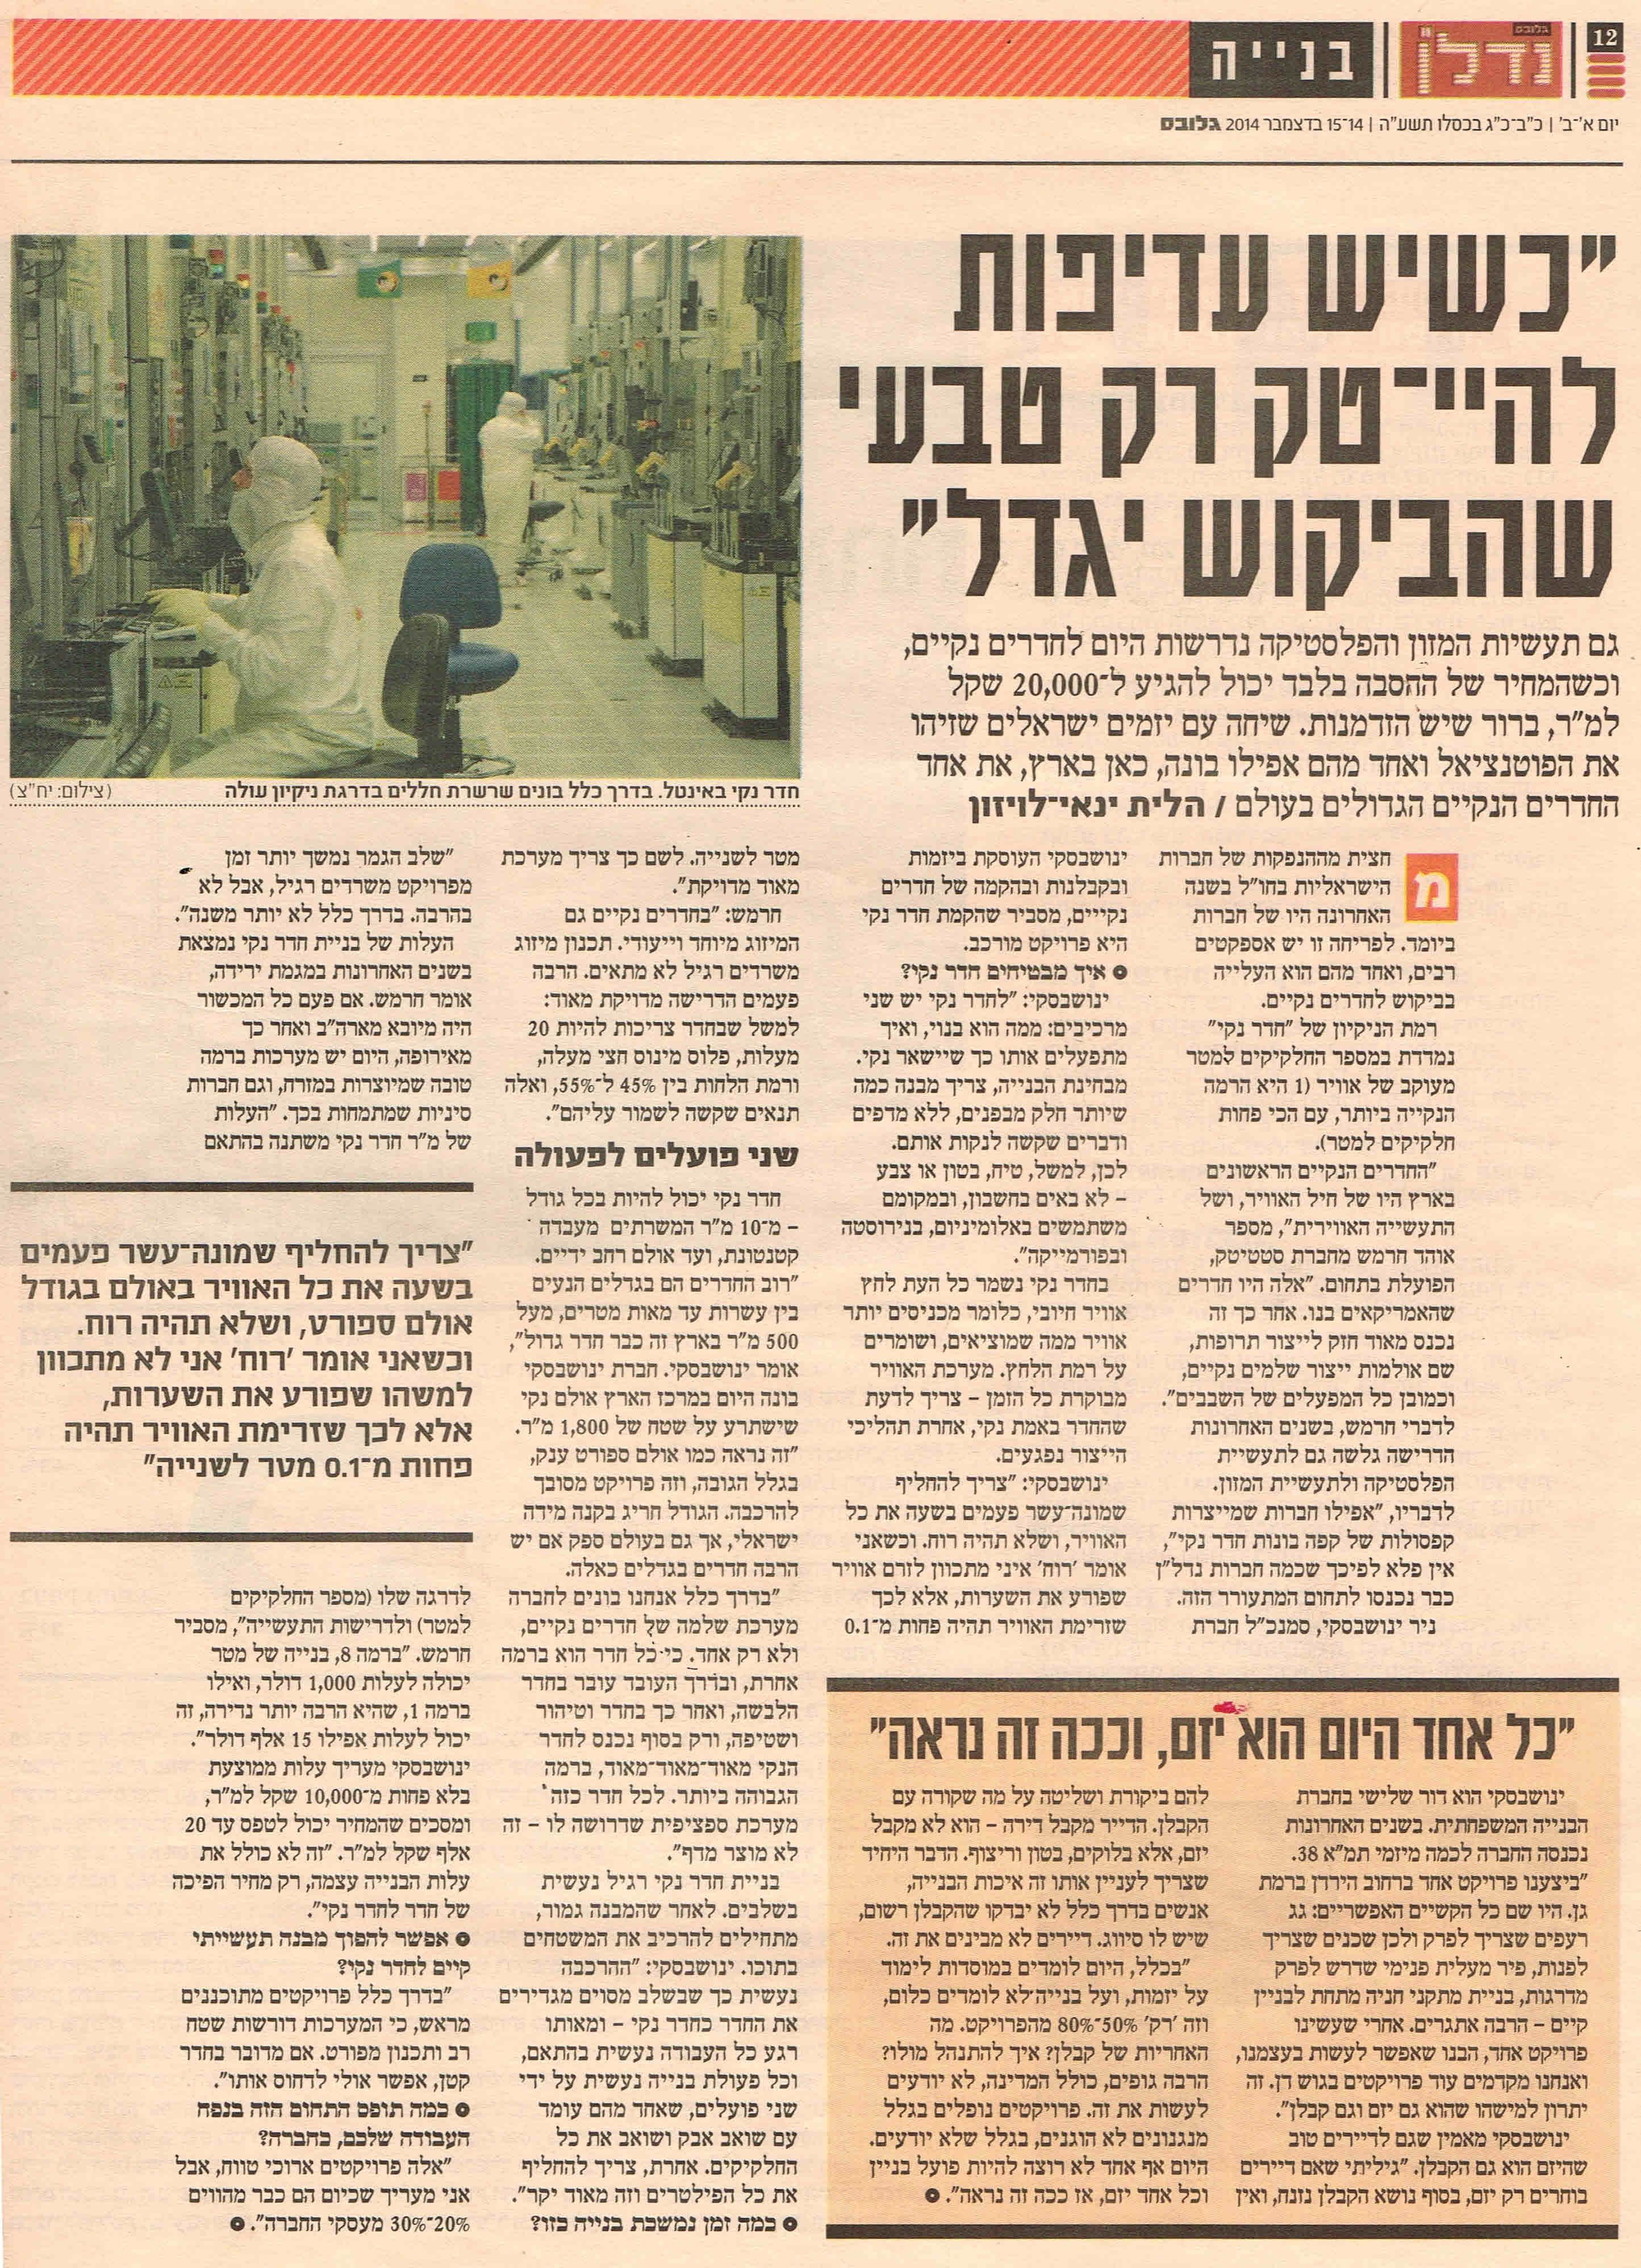 12
גלובס
נדל"ן
בנייה
יום א'-ב' | כ"ב-כ"ג בכסלו תשע"ה | 14-15 בדצמבר 2014 גלובס
"כשיש עדיפות
להיי-טק רק טבעי
שהביקוש יגדל"
גם תעשיות המזון והפלסטיקה נדרשות היום לחדרים נקיים,
וכשהמחיר של החסבה בלבד יכול להגיע ל-20,000 שקל
למ"ר, ברור שיש הזדמנות. שיחה עם יזמים ישראלים שזיהו
את הפוטנציאל ואחד מהם אפילו בונה, כאן בארץ, את אחד
החדרים הנקיים הגדולים בעולם / הלית ינאי-לויזון
חדר נקי באינטל. בדרך כלל בונים שרשרת חללים בדרגת ניקיון עולה
(צילום: יח"צ)
מ
חצית מההנפקות של חברות
הישראליות בחו"ל בשנה
האחרונה היו של חברות
ביומד. לפריחה זו יש אספקטים
רבים, ואחד מהם הוא העלייה
בביקוש לחדרים נקיים.
רמת הניקיון של "חדר נקי"
נמדדת במספר החלקיקים למטר
מעוקב של אוויר (1 היא הרמה
הנקייה ביותר, עם הכי פחות
חלקיקים למטר).
"החדרים הנקיים הראשונים
בארץ היו של חיל האוויר, ושל
התעשייה האווירית", מספר
אוהד חרמש מחברת סטטיטק,
הפועלת בתחום. "אלה היו חדרים
שהאמריקאים בנו. אחר כך זה
נכנס מאוד חזק לייצור תרופות,
שם אולמות ייצור שלמים נקיים,
וכמובן כל המפעלים של השבבים".
לדברי חרמש, בשנים האחרונות
הדרישה גלשה גם לתעשיית
הפלסטיקה ולתעשיית המזון.
לדבריו, "אפילו חברות שמייצרות
קפסולות של קפה בונות חדר נקי",
אין פלא לפיכך שכמה חברות נדל"ן
כבר נכנסו לתחום המתעורר הזה.
ניר ינושבסקי, סמנכ"ל חברת
ינושבסקי העוסקת ביזמות
ובקבלנות ובהקמה של חדרים
נקיים, מסביר שהקמת חדר נקי
היא פרויקט מורכב.
איך מבטיחים חדר נקי?
ינושבסקי: "לחדר נקי יש שני
מרכיבים: ממה הוא בנוי, ואיך
מתפעלים אותו כך שיישאר נקי.
מבחינת הבנייה, צריך מבנה כמה
שיותר חלק מבפנים, ללא מדפים
ודברים שקשה לנקות אותם.
לכן, למשל, טיח, בטון או צבע
– לא באים בחשבון, ובמקומם
משתמשים באלומיניום, בנירוסטה
ובפורמייקה".
בחדר נקי נשמר כל העת לחץ
אוויר חיובי, כלומר מכניסים יותר
אוויר ממה שמוציאים, ושומרים
על רמת הלחץ. מערכת האוויר
מבוקרת כל הזמן – צריך לדעת
שהחדר באמת נקי, אחרת תהליכי
הייצור נפגעים.
ינושבסקי: "צריך להחליף
שמונה-עשר פעמים בשעה את כל
האוויר, ושלא תהיה רוח. וכשאני
אומר 'רוח' איני מתכוון לזרם אוויר
שפורע את השערות, אלא לכך
שזרימת האוויר תהיה פחות מ-0.1
מטר לשנייה. לשם כך צריך מערכת
מאוד מדויקת".
חרמש: "בחדרים נקיים גם
המיזוג מיוחד וייעודי. תכנון מיזוג
משרדים רגיל לא מתאים. הרבה
פעמים הדרישה מדויקת מאוד:
למשל שבחדר צריכות להיות 20
מעלות, פלוס מינוס חצי מעלה,
ורמת הלחות בין 45% ל-55%, ואלה
תנאים שקשה לשמור עליהם".
שני פועלים לפעולה
חדר נקי יכול להיות בכל גודל
– מ-10 מ"ר המשרתים מעבדה
קטנטונת, ועד אולם רחב ידיים.
"רוב החדרים הם בגדלים הנעים
בין עשרות עד מאות מטרים, מעל
500 מ"ר בארץ זה כבר חדר גדול",
אומר ינושבסקי. חברת ינושבסקי
בונה היום במרכז הארץ אולם נקי
שישתרע על שטח של 1,800 מ"ר.
"זה נראה כמו אולם ספורט ענק,
בגלל הגובה, וזה פרויקט מסובך
להרכבה. הגודל חריג בקנה מידה
ישראלי, אך גם בעולם ספק אם יש
הרבה חדרים בגדלים כאלה.
"בדרך כלל אנחנו בונים לחברה
מערכת שלמה של חדרים נקיים,
ולא רק אחד. כי כל חדר הוא ברמה
אחרת, ובדרך העובד עובר בחדר
הלבשה, ואחר כך בחדר וטיהור
ושטיפה, ורק בסוף נכנס לחדר
הנקי מאוד-מאוד-מאוד, ברמה
הגבוהה ביותר. לכל חדר כזה
מערכת ספציפית שדרושה לו – זה
לא מוצר מדף".
בניית חדר נקי רגיל נעשית
בשלבים. לאחר שהמבנה גמור,
מתחילים להרכיב את המשטחים
בתוכו. ינושבסקי: "ההרכבה
נעשית כך שבשלב מסוים מגדירים
את החדר כחדר נקי – ומאותו
רגע כל העבודה נעשית בהתאם,
וכל פעולת בנייה נעשית על ידי
שני פועלים, שאחד מהם עומד
עם שואב אבק ושואב את כל
החלקיקים. אחרת, צריך להחליף
את כל הפילטרים וזה מאוד יקר".
כמה זמן נמשכת בנייה כזו?
"שלב הגמר נמשך יותר זמן
מפרויקט משרדים רגיל, אבל לא
בהרבה. בדרך כלל לא יותר משנה".
העלות של בניית חדר נקי נמצאת
בשנים האחרונות במגמת ירידה,
אומר חרמש. אם פעם כל המכשור
היה מיובא מארה"ב ואחר כך
מאירופה, היום יש מערכות ברמה
טובה שמיוצרות במזרח, וגם חברות
סיניות שמתמחות בכך. "העלות
של מ"ר חדר נקי משתנה בהתאם
"צריך להחליף שמונה-עשר פעמים
בשעה את כל האוויר באולם בגודל
אולם ספורט, ושלא תהיה רוח.
וכשאני אומר 'רוח' אני לא מתכוון
למשהו שפורע את השערות,
אלא לכך שזרימת האוויר תהיה
פחות מ-0.1 מטר לשנייה"
לדרגה שלו (מספר החלקיקים
למטר) ולדרישות התעשייה", מסביר
חרמש. "ברמה 8, בנייה של מטר
יכולה לעלות 1,000 דולר, ואילו
ברמה 1, שהיא הרבה יותר נדירה, זה
יכול לעלות אפילו 15 אלף דולר".
ינושבסקי מעריך עלות ממוצעת
בלא פחות מ-10,000 שקל למ"ר,
ומסכים שהמחיר יכול לטפס עד 20
אלף שקל למ"ר. "זה לא כולל את
עלות הבנייה עצמה, רק מחיר הפיכה
של חדר לחדר נקי".
אפשר להפוך מבנה תעשייתי
קיים לחדר נקי?
"בדרך כלל פרויקטים מתוכננים
מראש, כי המערכות דורשות שטח
רב ותכנון מפורט. אם מדובר בחדר
קטן, אפשר אולי לדחוס אותו".
כמה תופס התחום הזה בנפח
העבודה שלכם, כחברה?
"אלה פרויקטים ארוכי טווח, אבל
אני מעריך שכיום הם כבר מהווים
20%-30% מעסקי החברה".
"כל אחד היום הוא יזם, וככה זה נראה"
ינושבסקי הוא דור שלישי בחברת
הבנייה המשפחתית. בשנים האחרונות
נכנסה החברה לכמה מיזמי תמ"א 38.
"ביצענו פרויקט אחד ברחוב הירדן ברמת
גן. היו שם כל הקשיים האפשריים: גג
רעפים שצריך לפרק ולכן שכנים שצריך
לפנות, פיר מעלית פנימי שדרש לפרק
מדרגות, בניית מתקני חניה מתחת לבניין
קיים – הרבה אתגרים. אחרי שעשינו
פרויקט אחד, הבנו שאפשר לעשות בעצמנו,
ואנחנו מקדמים עוד פרויקטים בגוש דן. זה
יתרון למישהו שהוא גם יזם וגם קבלן".
ינושבסקי מאמין שגם לדיירים טוב
שהיזם הוא גם הקבלן. "גיליתי שאם דיירים
בוחרים רק יזם, בסוף נושא הקבלן נזנח, ואין
להם ביקורת ושליטה על מה שקורה עם
הקבלן. הדייר מקבל דירה – הוא לא מקבל
יזם, אלא בלוקים, בטון וריצוף. הדבר היחיד
שצריך לעניין אותו זה איכות הבנייה,
אנשים בדרך כלל לא יבדקו שהקבלן רשום,
שיש לו סיווג. דיירים לא מבינים את זה.
"בכלל, היום לומדים במוסדות לימוד
על יזמות, ועל בנייה לא לומדים כלום,
וזה 'רק' 50%-80% מהפרויקט. מה
האחריות של קבלן? איך להתנהל מולו?
הרבה גופים, כולל המדינה, לא יודעים
לעשות את זה. פרויקטים נופלים בגלל
מנגנונים לא הוגנים, בגלל שלא יודעים.
היום אף אחד לא רוצה להיות פועל בניין
וכל אחד יזם, אז ככה זה נראה".